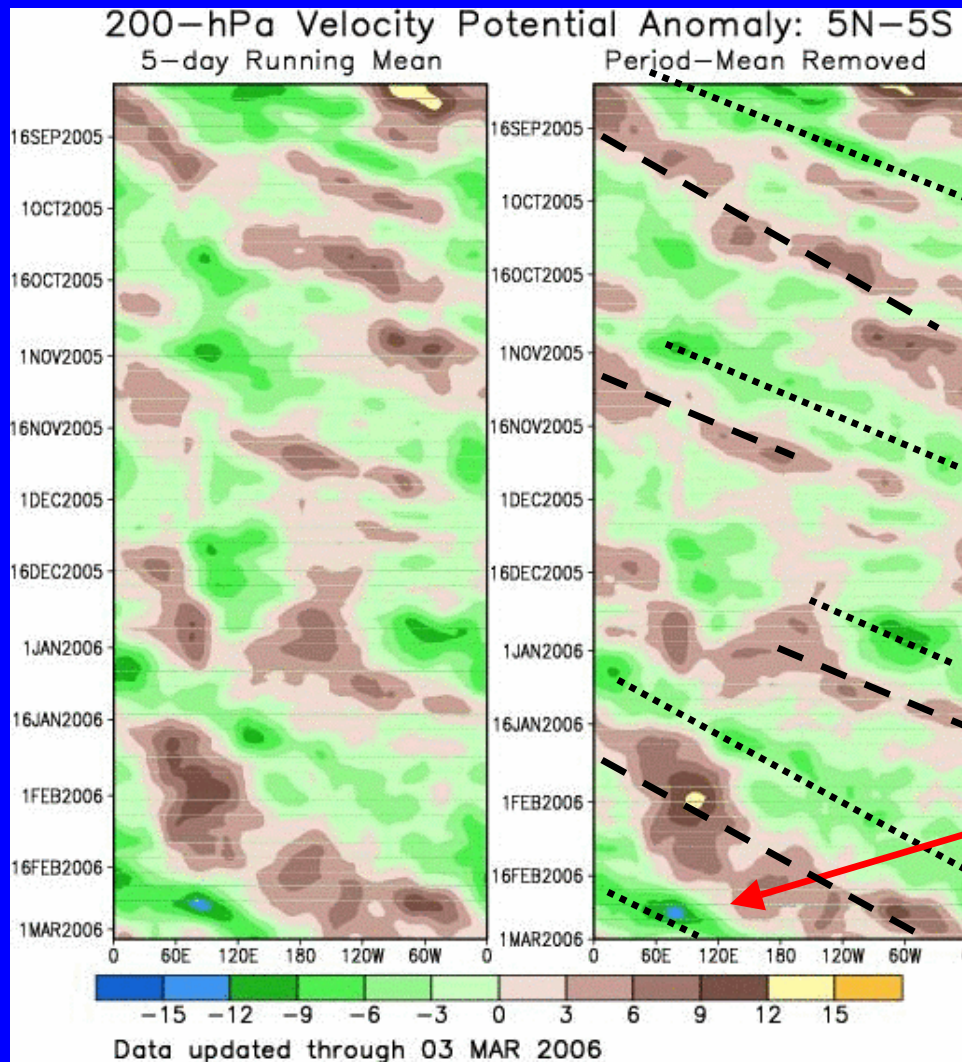 200-hPa Velocity Potential Anomaly: 5N-5S
5-day Running Mean
Period-Mean Removed
16SEP2005
1OCT2005
16OCT2005
1NOV2005
16NOV2005
1DEC2005
16DEC2005
1JAN2006
16JAN2006
1FEB2006
16FEB2006
1MAR2006
0 60E 120E 180 120W 60W 0
16SEP2005
1OCT2005
16OCT2005
1NOV2005
16NOV2005
1DEC2005
16DEC2005
1JAN2006
16JAN2006
1FEB2006
16FEB2006
1MAR2006
0 60E 120E 180 120W 60W
-15 -12 -9 -6 -3 0 3 6 9 12 15
Data updated through 03 MAR 2006